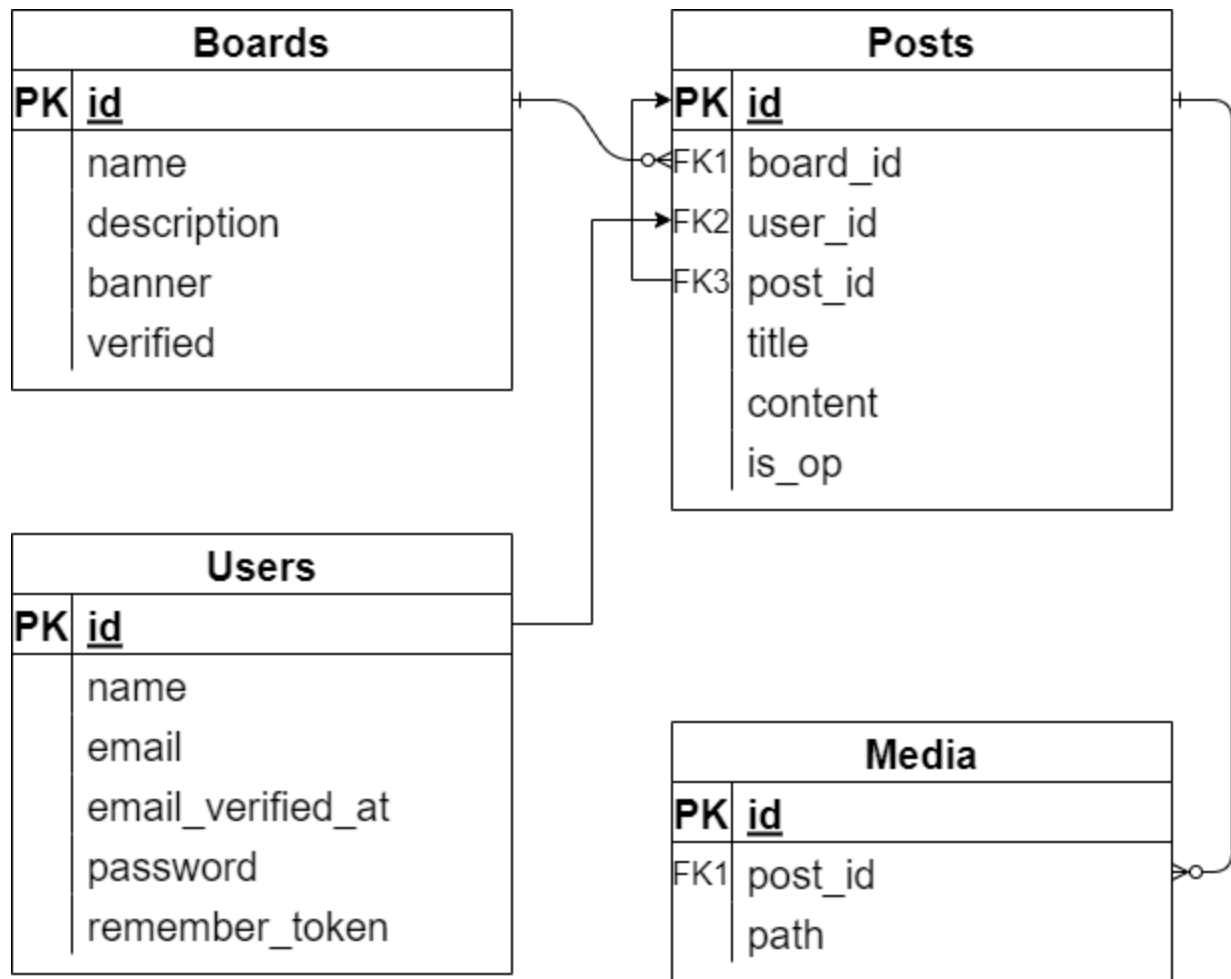 Boards
PK id
name
description
banner
verified
Posts
PK id
FK1 board_id
FK2 user_id
FK3 post_id
title
content
is_op
Users
PK id
name
email
email_verified_at
password
remember_token
Media
PK id
FK1 post_id
path